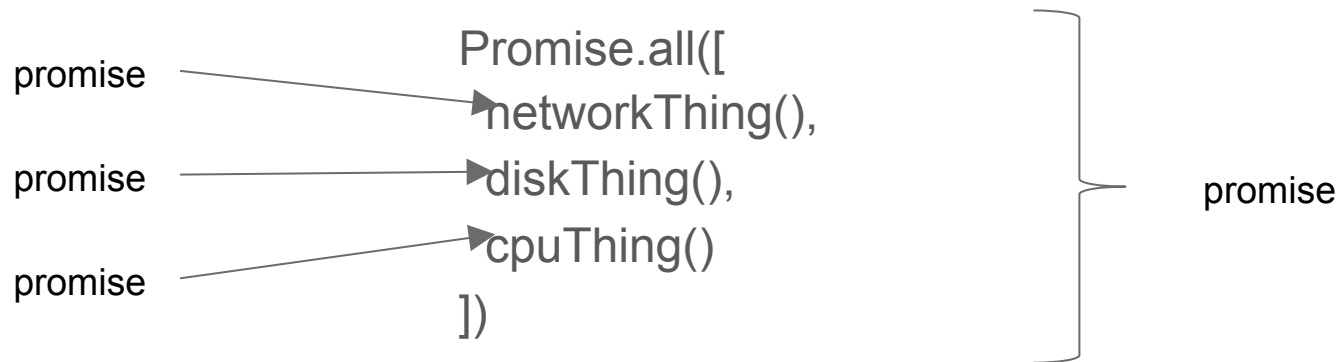 Promise.all([
promise
networkThing(),
promise
diskThing(),
promise
cpuThing()
promise
])